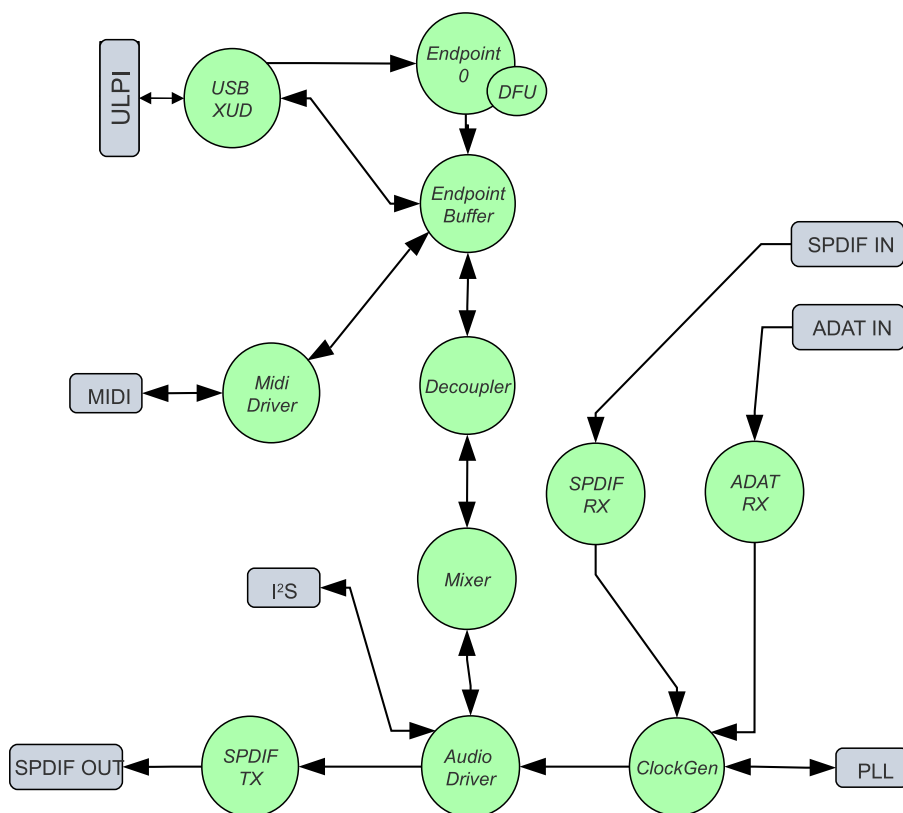 Endpoint
0
DFU
ULPI
USB
XUD
Endpoint
Buffer
SPDIF IN
ADAT IN
MIDI
Midi
Driver
Decoupler
SPDIF
RX
ADAT
RX
I²S
Mixer
SPDIF OUT
SPDIF
TX
Audio
Driver
ClockGen
PLL